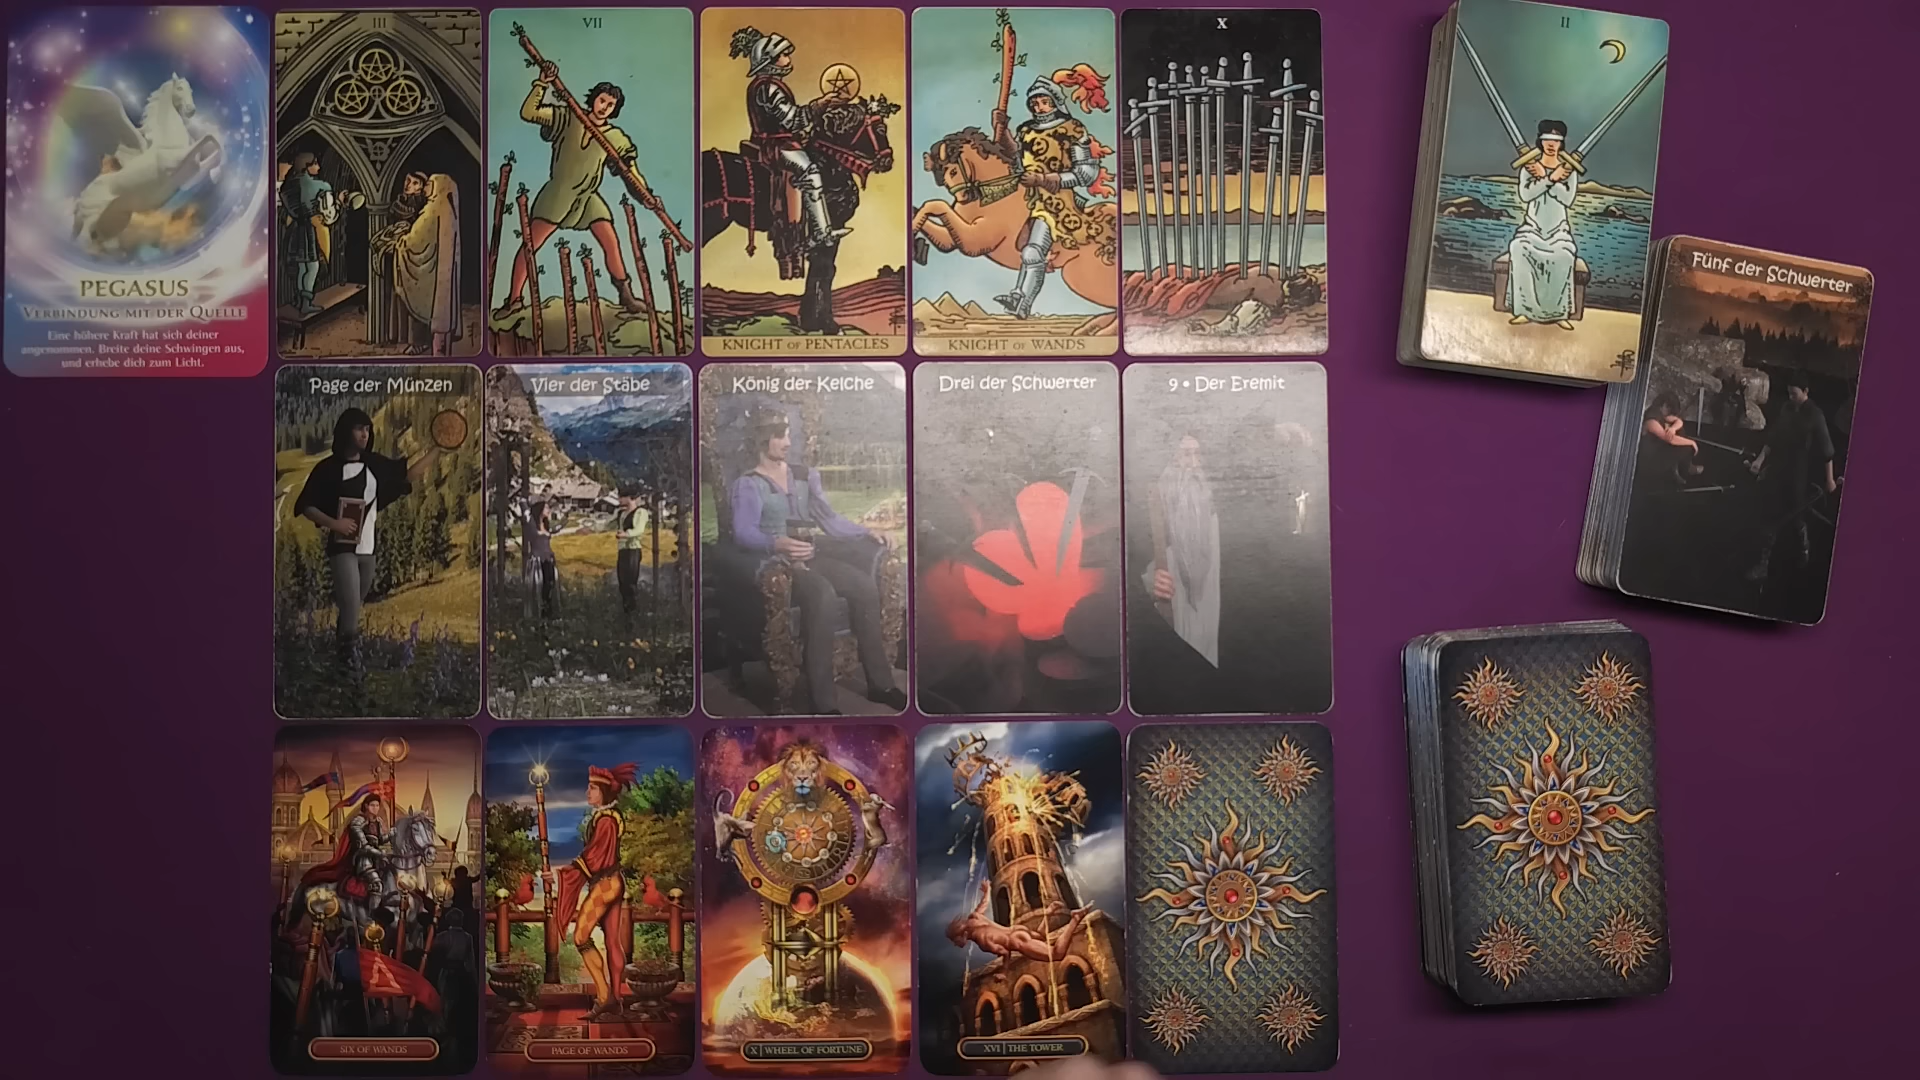 PEGASUS
VERBINDUNG MIT DER QUELLE
Eine höhere Kraft hat sich deiner
angenommen. Breite deine Schwingen aus,
und erhebe dich zum Licht.
III
VII
KNIGHT OF PENTACLES
KNIGHT OF WANDS
X
II
Fünf der Schwerter
Page der Münzen
Vier der Stäbe
König der Kelche
Drei der Schwerter
9 • Der Eremit
SIX OF WANDS
PAGE OF WANDS
X | WHEEL OF FORTUNE
XVI | THE TOWER